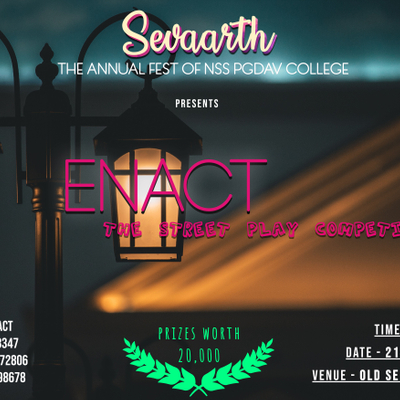 Sevaarth
THE ANNUAL FEST OF NSS PGDAV COLLEGE
PRESENTS
ENACT
THE STREET PLAY COMPETI
PRIZES WORTH
20,000
ACT
3347
72806
98678
TIME
DATE - 21
VENUE - OLD SE